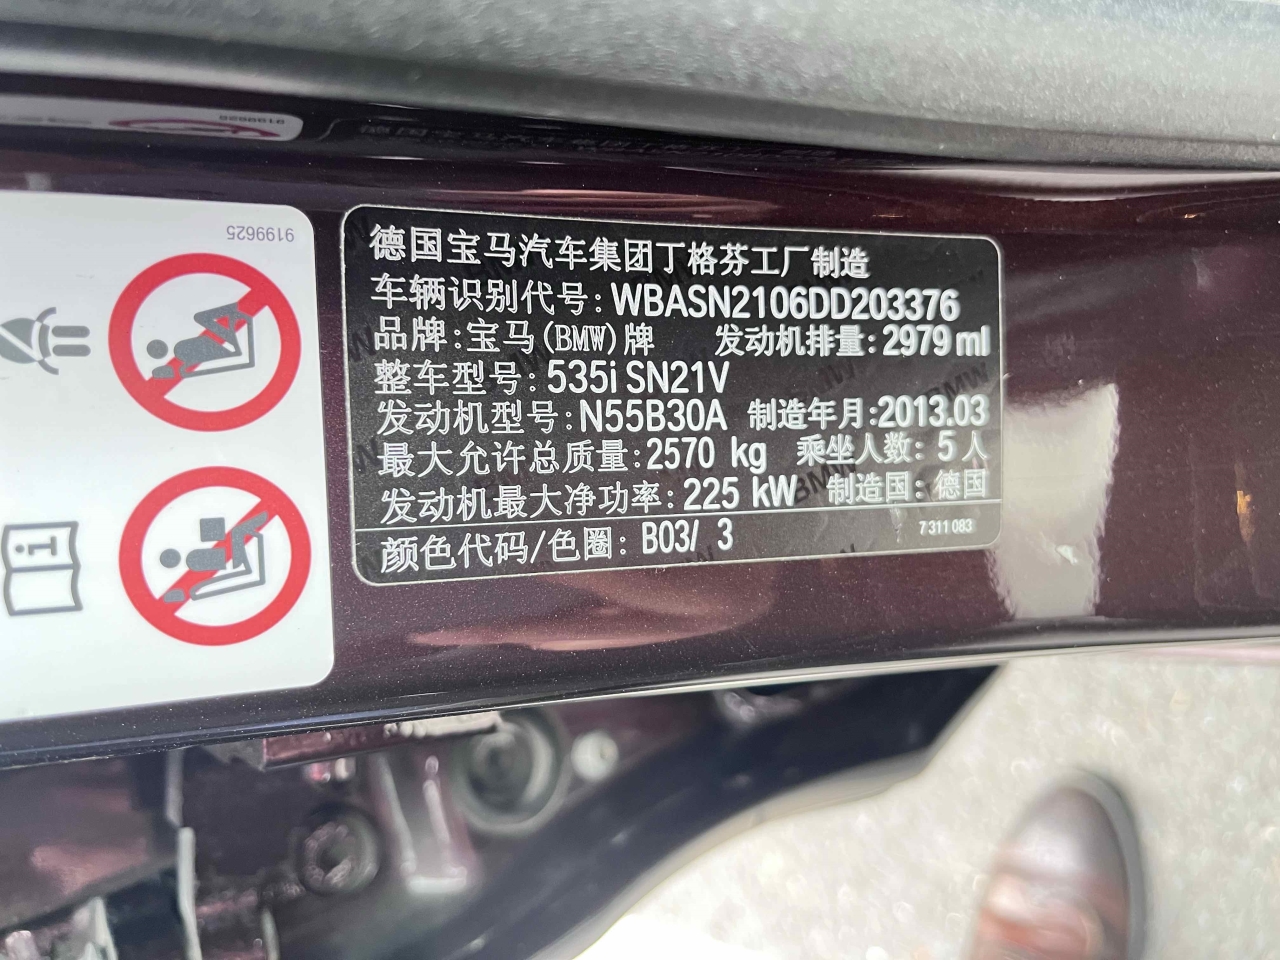 9199625
德国宝马汽车集团丁格芬工厂制造
车辆识别代号: WBASN2106DD203376
品牌: 宝马(BMW)牌 发动机排量: 2979 ml
整车型号: 535i SN21V
发动机型号: N55B30A 制造年月: 2013.03
最大允许总质量: 2570 kg 乘坐人数: 5 人
发动机最大净功率: 225 kW 制造国: 德国
颜色代码/色圈: B03/ 3
7 311 083